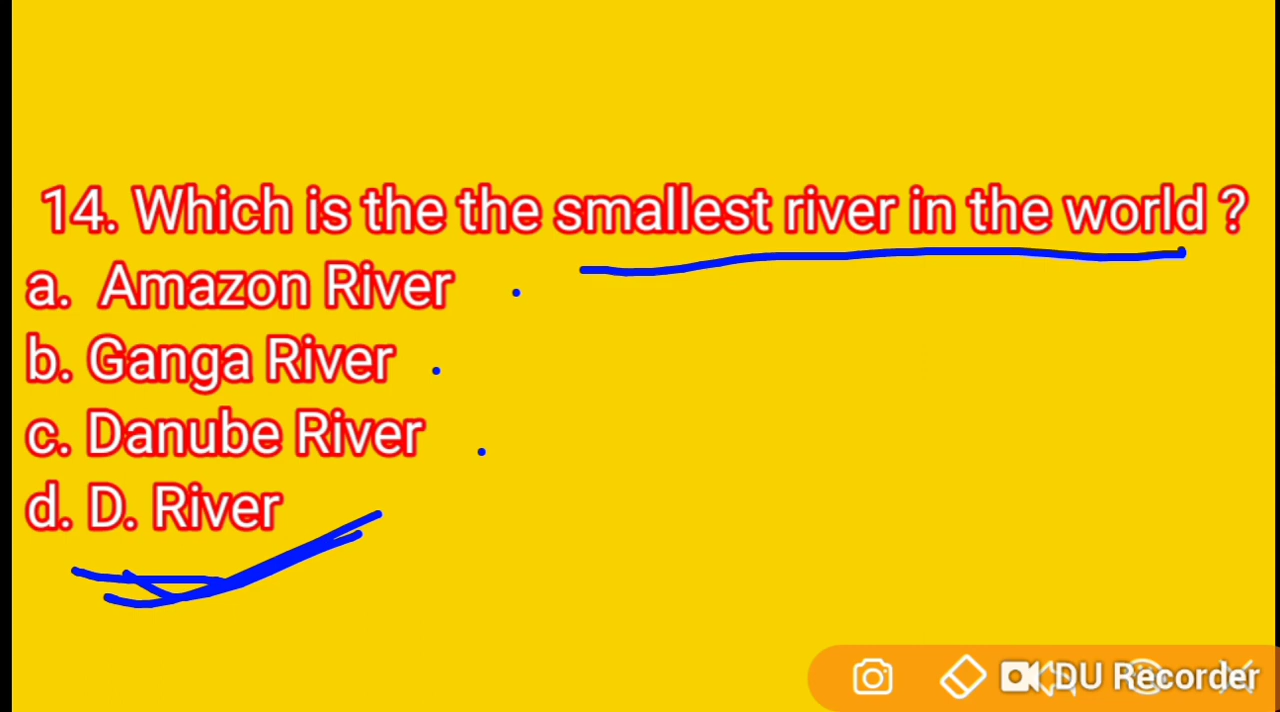 14. Which is the the smallest river in the world ?
a. Amazon River
b. Ganga River
c. Danube River
d. D. River
DU Recorder